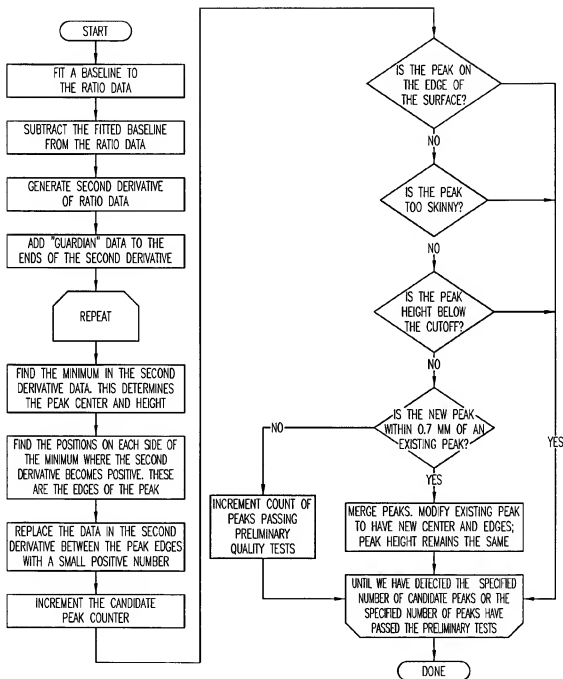 START
FIT A BASELINE TO
THE RATIO DATA
SUBTRACT THE FITTED BASELINE
FROM THE RATIO DATA
GENERATE SECOND DERIVATIVE
OF RATIO DATA
ADD "GUARDIAN" DATA TO THE
ENDS OF THE SECOND DERIVATIVE
REPEAT
FIND THE MINIMUM IN THE SECOND
DERIVATIVE DATA. THIS DETERMINES
THE PEAK CENTER AND HEIGHT
FIND THE POSITIONS ON EACH SIDE OF
THE MINIMUM WHERE THE SECOND
DERIVATIVE BECOMES POSITIVE. THESE
ARE THE EDGES OF THE PEAK
REPLACE THE DATA IN THE SECOND
DERIVATIVE BETWEEN THE PEAK EDGES
WITH A SMALL POSITIVE NUMBER
INCREMENT THE CANDIDATE
PEAK COUNTER
IS THE PEAK ON
THE EDGE OF
THE SURFACE?
NO
IS THE PEAK
TOO SKINNY?
NO
IS THE PEAK
HEIGHT BELOW
THE CUTOFF?
NO
IS THE NEW PEAK
WITHIN 0.7 MM OF AN
EXISTING PEAK?
NO
YES
YES
INCREMENT COUNT OF
PEAKS PASSING
PRELIMINARY
QUALITY TESTS
MERGE PEAKS. MODIFY EXISTING PEAK
TO HAVE NEW CENTER AND EDGES;
PEAK HEIGHT REMAINS THE SAME
UNTIL WE HAVE DETECTED THE SPECIFIED
NUMBER OF CANDIDATE PEAKS OR THE
SPECIFIED NUMBER OF PEAKS HAVE
PASSED THE PRELIMINARY TESTS
DONE